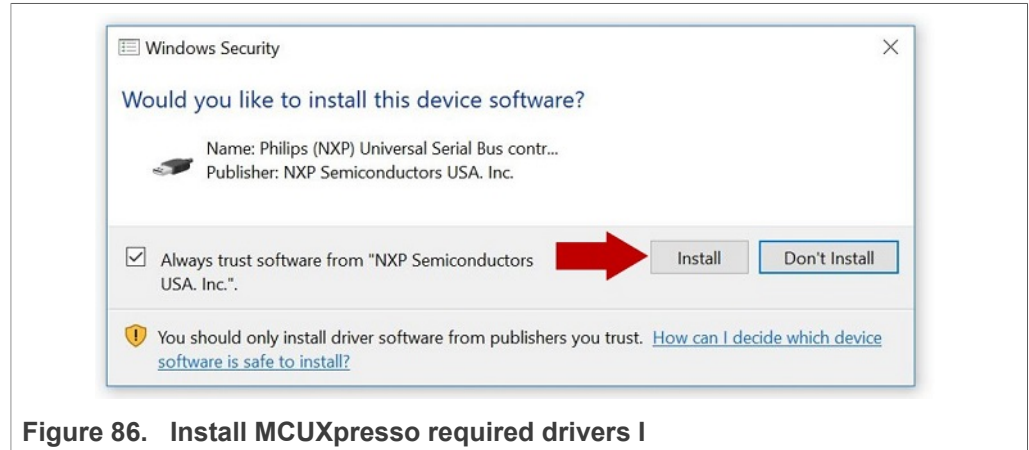 Windows Security
Would you like to install this device software?
Name: Philips (NXP) Universal Serial Bus contr...
Publisher: NXP Semiconductors USA. Inc.
Always trust software from "NXP Semiconductors
USA. Inc.".
Install
Don't Install
You should only install driver software from publishers you trust. How can I decide which device
software is safe to install?
Figure 86. Install MCUXpresso required drivers I